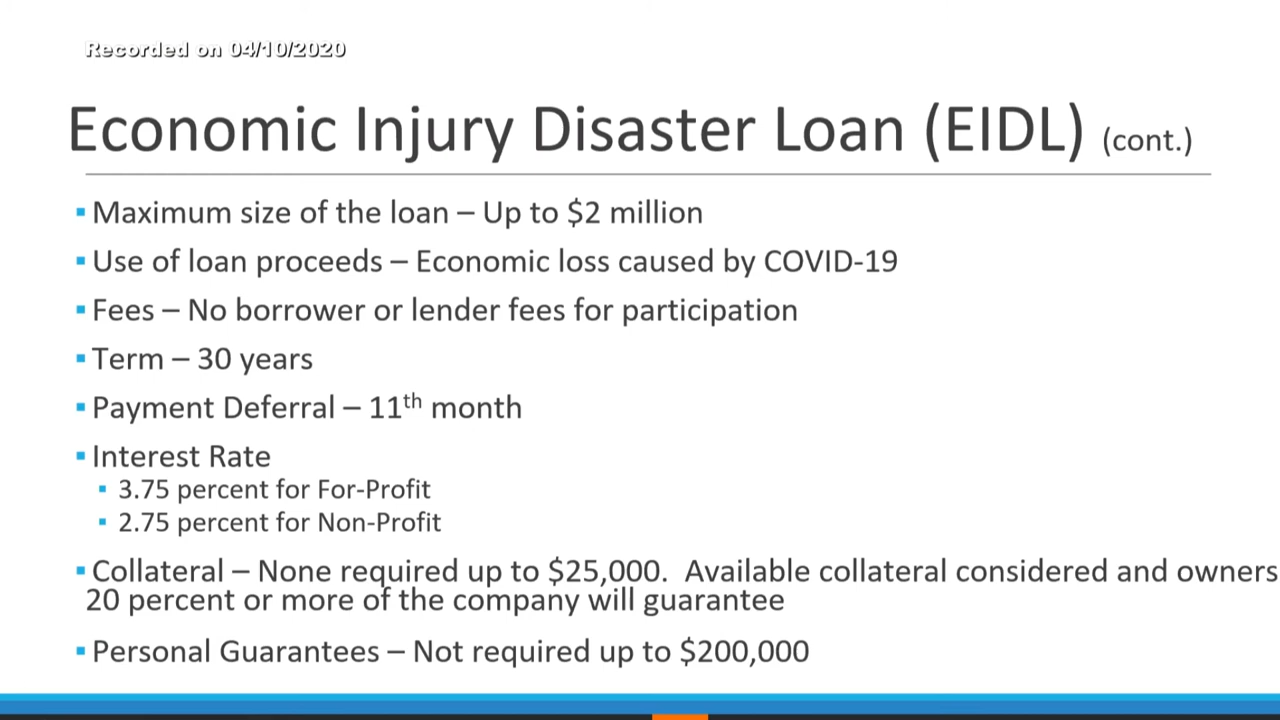 Recorded on 04/10/2020
Economic Injury Disaster Loan (EIDL) (cont.)
▪ Maximum size of the loan – Up to $2 million
▪ Use of loan proceeds – Economic loss caused by COVID-19
▪ Fees – No borrower or lender fees for participation
▪ Term – 30 years
▪ Payment Deferral – 11th month
▪ Interest Rate
▪ 3.75 percent for For-Profit
▪ 2.75 percent for Non-Profit
▪ Collateral – None required up to $25,000.  Available collateral considered and owners
20 percent or more of the company will guarantee
▪ Personal Guarantees – Not required up to $200,000